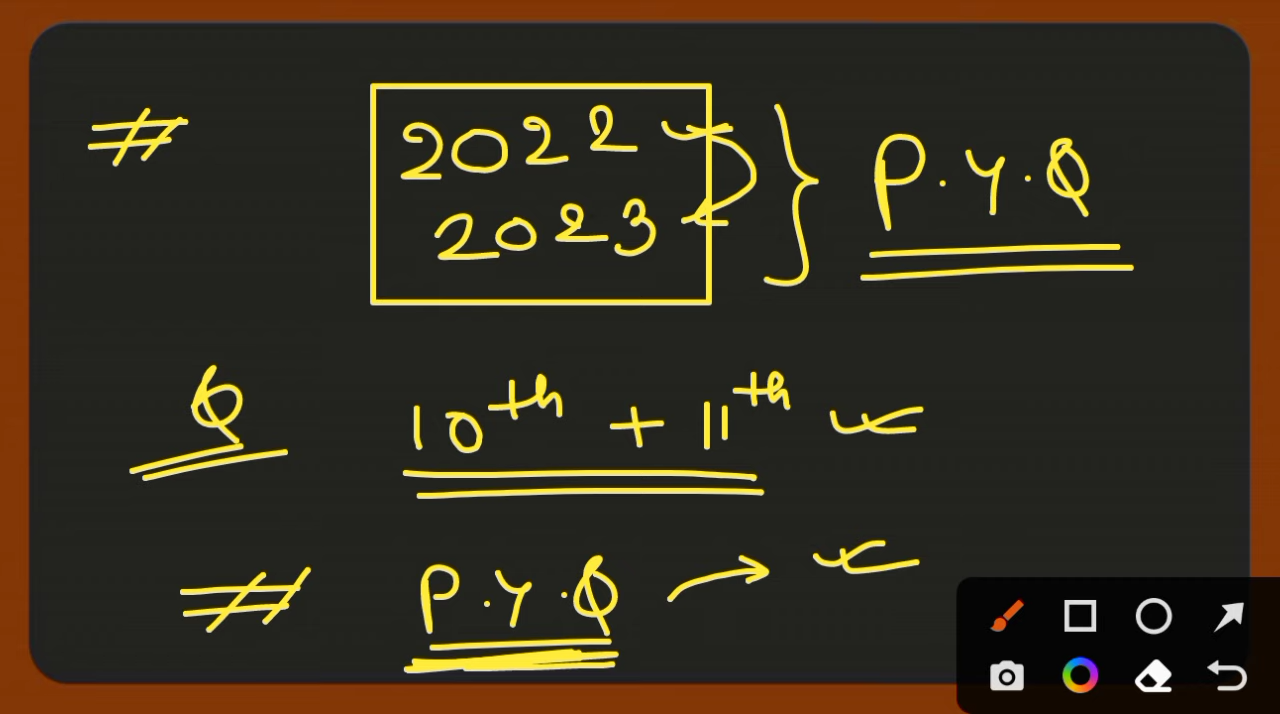 # 2022
2023 } P.Y.Q
Q 10th + 11th
# P.Y.Q →